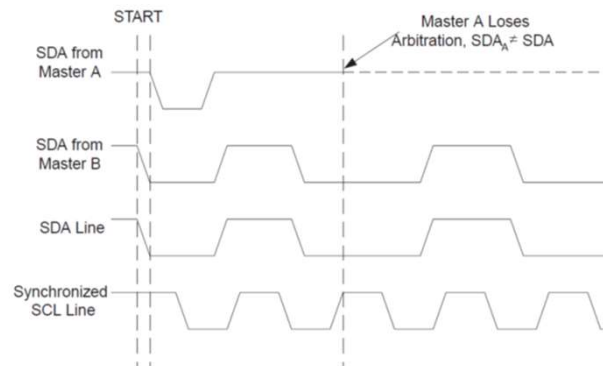 START
Master A Loses
Arbitration, SDA_A ≠ SDA
SDA from
Master A
SDA from
Master B
SDA Line
Synchronized
SCL Line